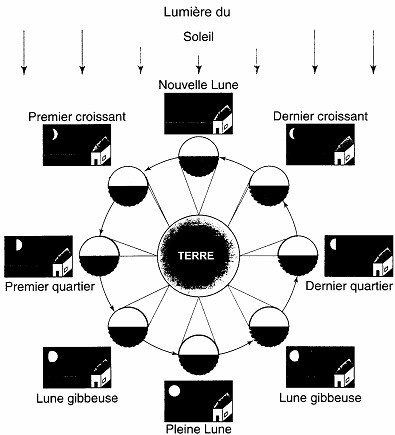 Lumière du
Soleil
Nouvelle Lune
Premier croissant
Dernier croissant
TERRE
Premier quartier
Dernier quartier
Lune gibbeuse
Lune gibbeuse
Pleine Lune